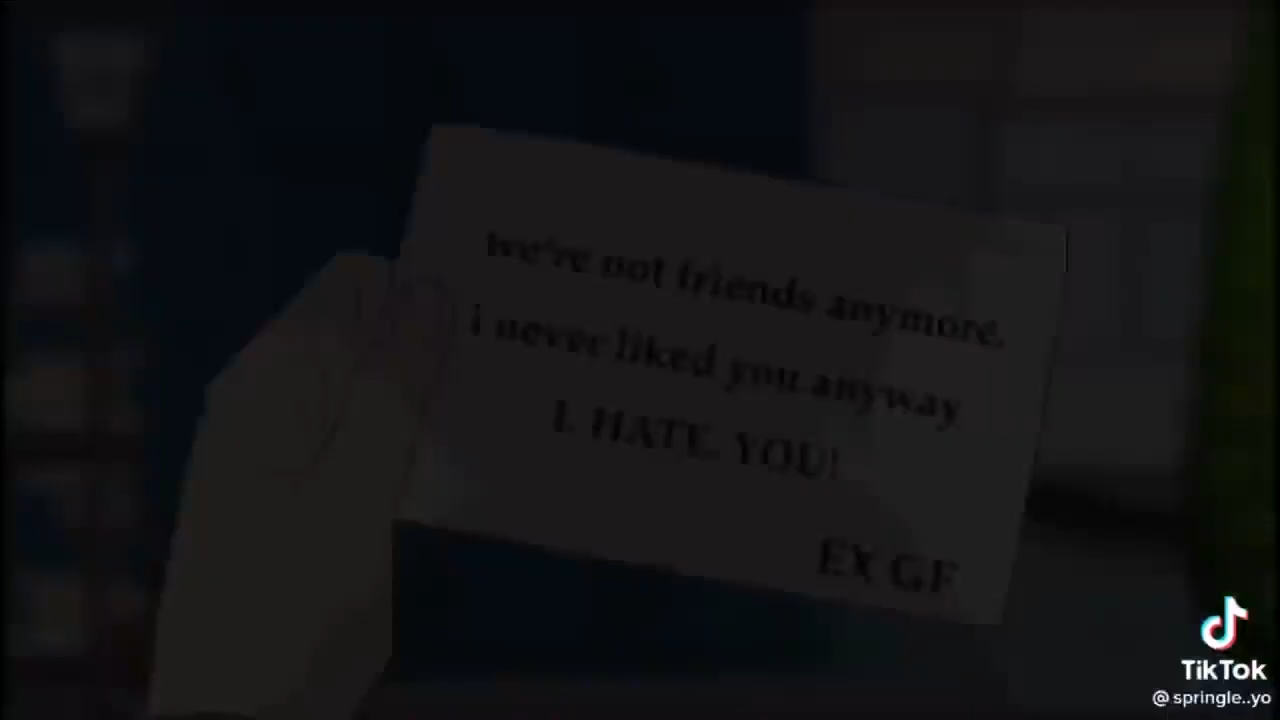 we're not friends anymore.
i never liked you anyway
I. HATE. YOU!
EX GF
TikTok
@springle..yo